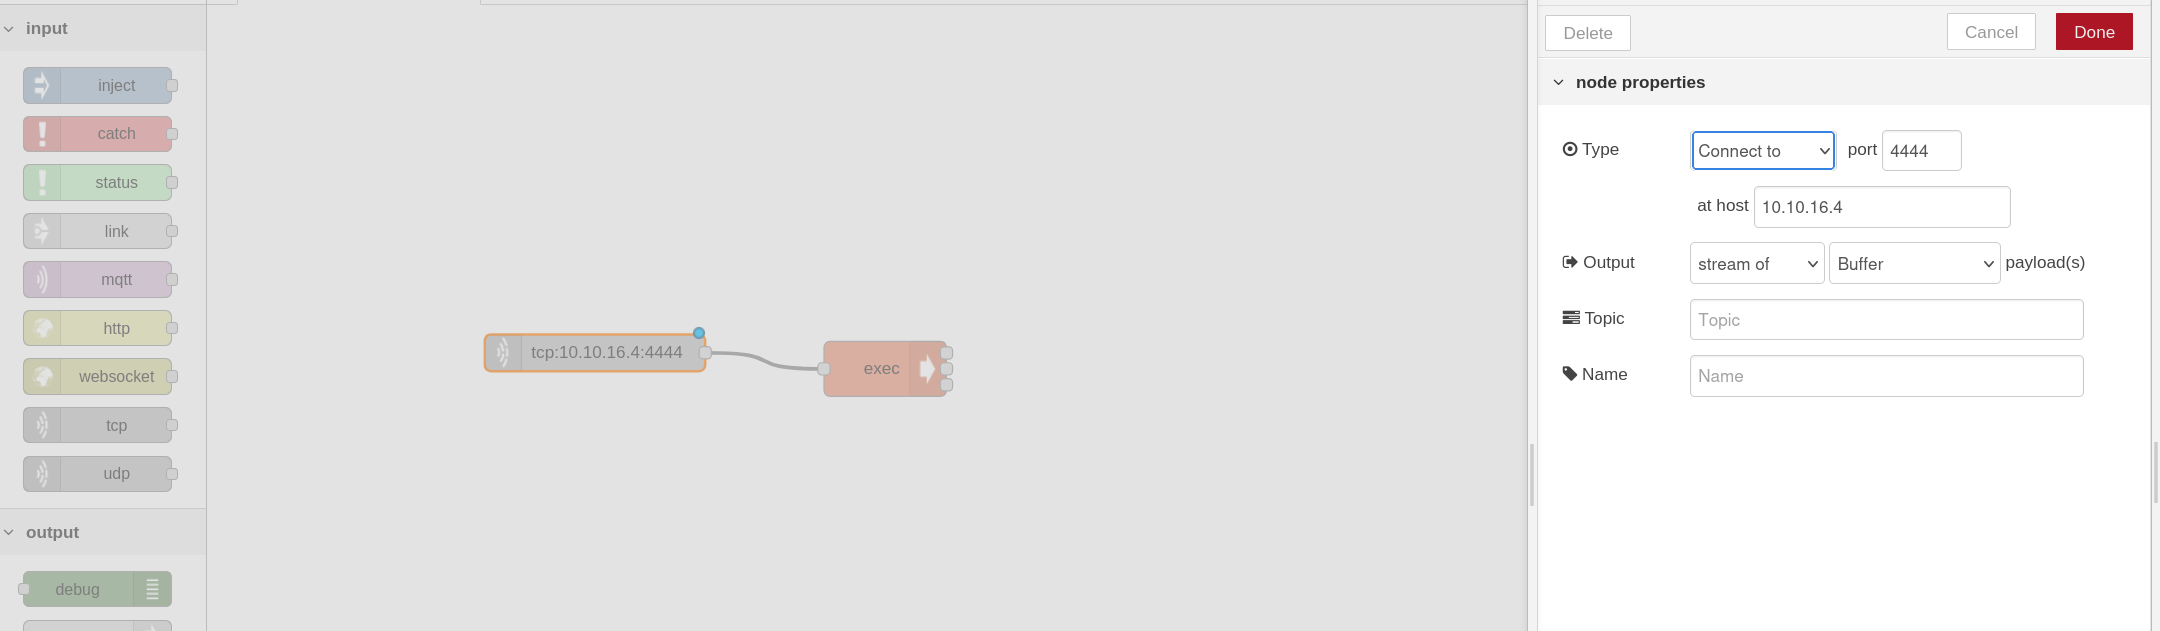 input
inject
catch
status
link
mqtt
http
websocket
tcp
udp
output
debug
tcp:10.10.16.4:4444
exec
Delete
Cancel
Done
node properties
Type
Connect to
port
4444
at host
10.10.16.4
Output
stream of
Buffer
payload(s)
Topic
Topic
Name
Name